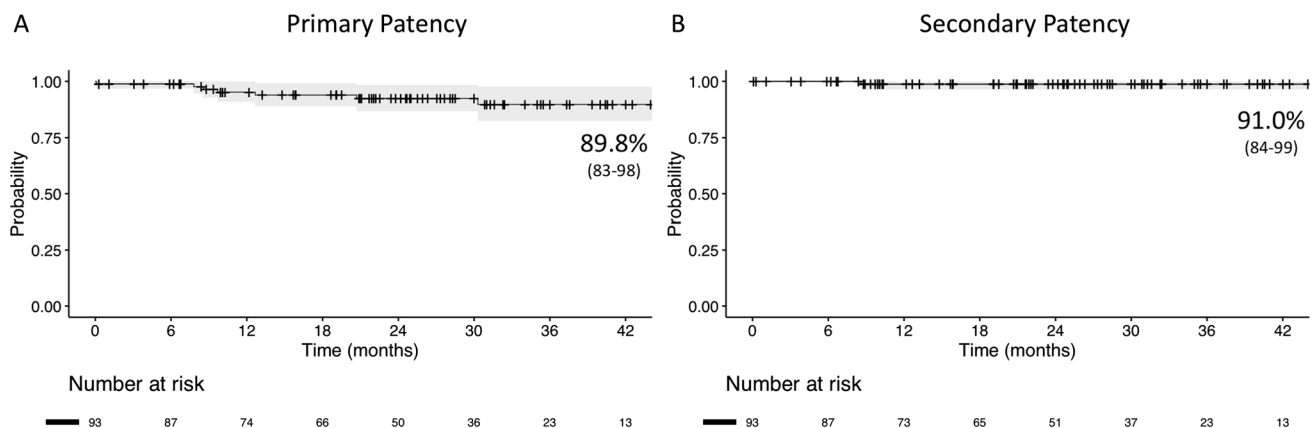 A
Primary Patency
1.00
0.75
0.50
0.25
0.00
Probability
89.8%
(83-98)
0 6 12 18 24 30 36 42
Time (months)
Number at risk
93 87 74 66 50 36 23 13
B
Secondary Patency
1.00
0.75
0.50
0.25
0.00
Probability
91.0%
(84-99)
0 6 12 18 24 30 36 42
Time (months)
Number at risk
93 87 73 65 51 37 23 13